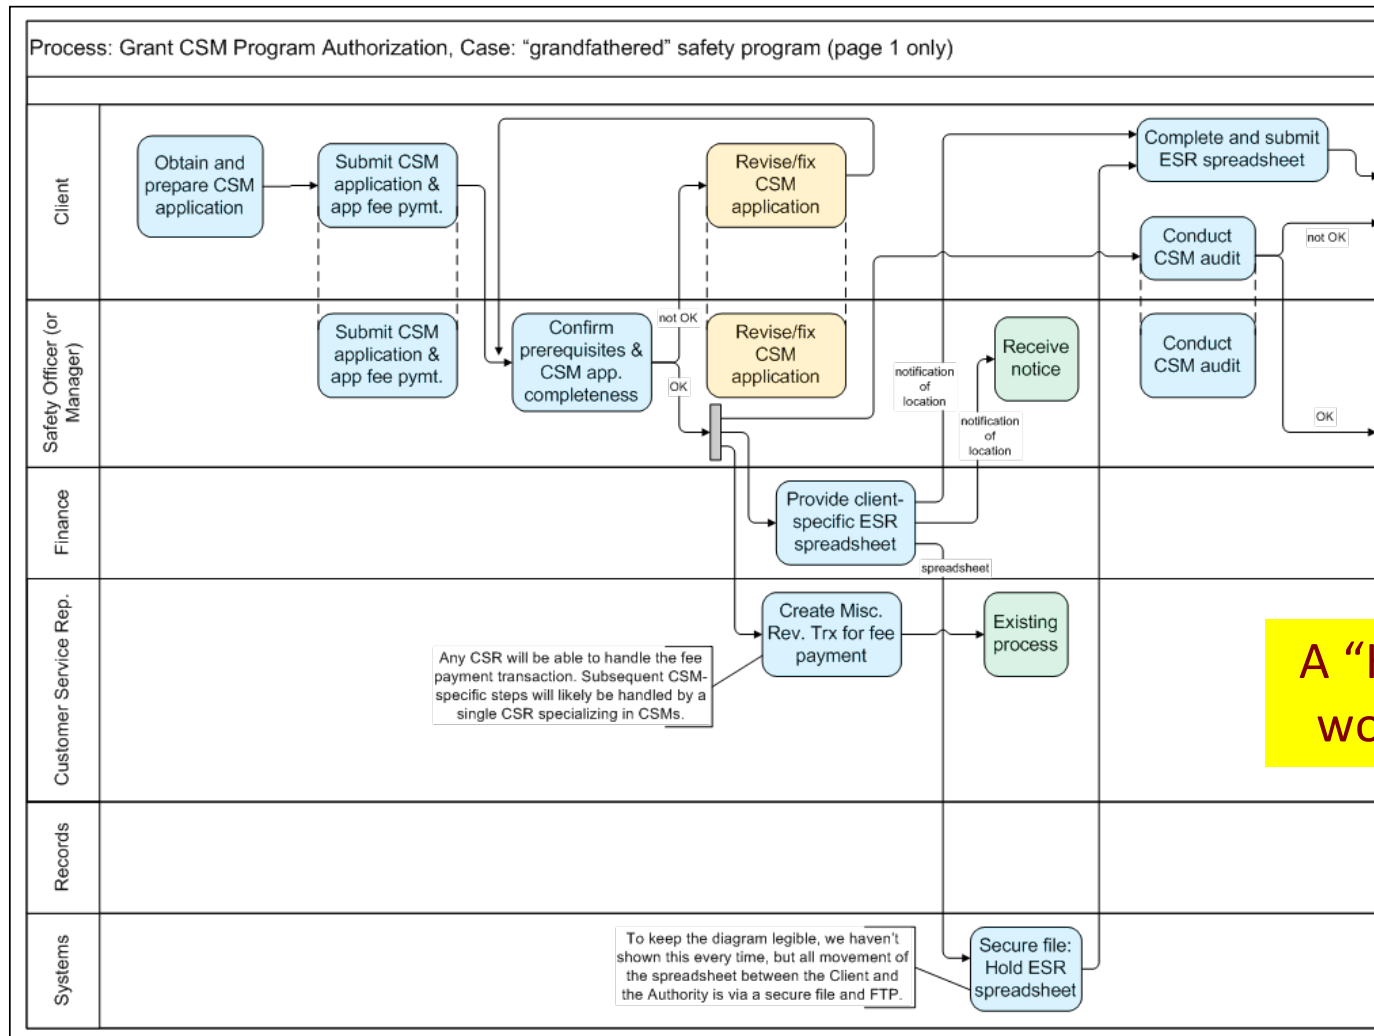 Process: Grant CSM Program Authorization, Case: “grandfathered” safety program (page 1 only)
Client
Obtain and
prepare CSM
application
Submit CSM
application &
app fee pymt.
Revise/fix
CSM
application
Complete and submit
ESR spreadsheet
Conduct
CSM audit
not OK
Safety Officer (or
Manager)
Submit CSM
application &
app fee pymt.
Confirm
prerequisites &
CSM app.
completeness
not OK
OK
Revise/fix
CSM
application
notification
of
location
Receive
notice
notification
of
location
Conduct
CSM audit
OK
Finance
Provide client-
specific ESR
spreadsheet
spreadsheet
Customer Service Rep.
Any CSR will be able to handle the fee
payment transaction. Subsequent CSM-
specific steps will likely be handled by a
single CSR specializing in CSMs.
Create Misc.
Rev. Trx for fee
payment
Existing
process
A
Records
Systems
To keep the diagram legible, we haven’t
shown this every time, but all movement of
the spreadsheet between the Client and
the Authority is via a secure file and FTP.
Secure file:
Hold ESR
spreadsheet